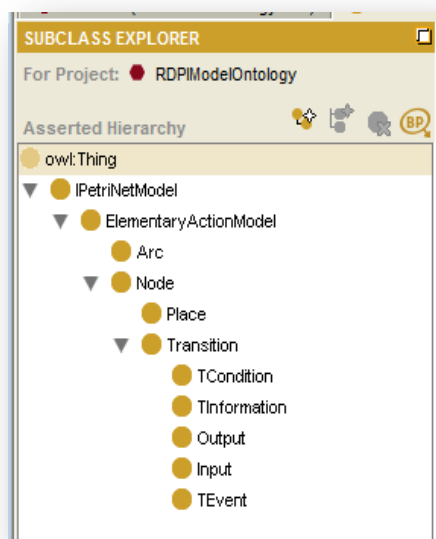 SUBCLASS EXPLORER
For Project: RDPIModelOntology
Asserted Hierarchy
BP
owl:Thing
IPetriNetModel
ElementaryActionModel
Arc
Node
Place
Transition
TCondition
TInformation
Output
Input
TEvent